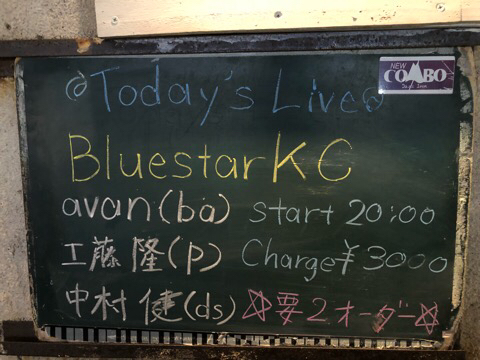 NEW
COMBO
Today's Live
BluestarKC
avan(ba) start 20:00
工藤 隆(p) Charge¥3000
中村 健(ds) ☆要2オーダー☆